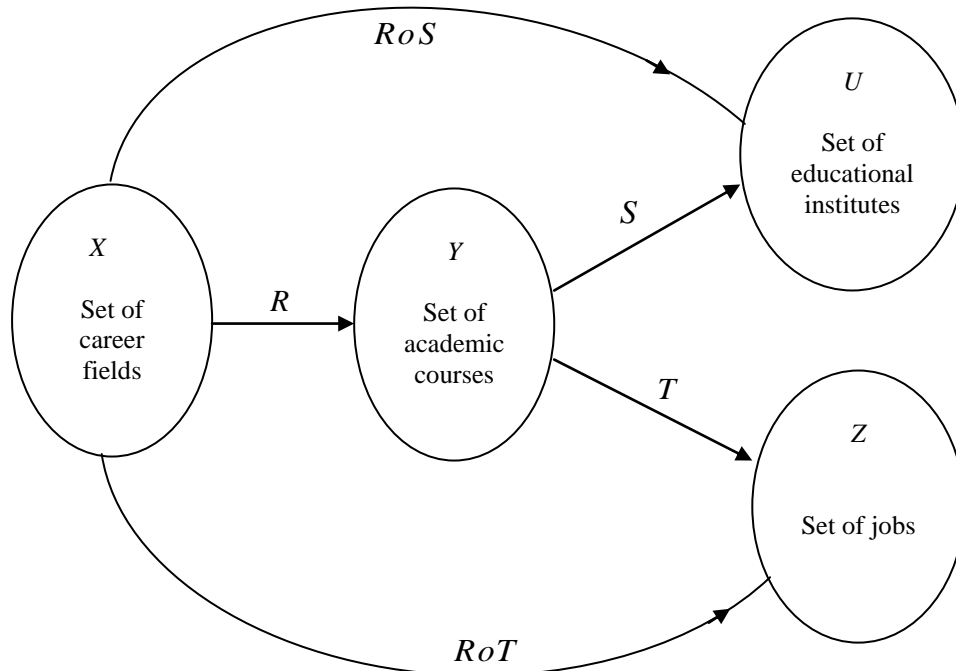 RoS
U
Set of
educational
institutes
S
X
Set of
career
fields
R
Y
Set of
academic
courses
T
Z
Set of jobs
RoT